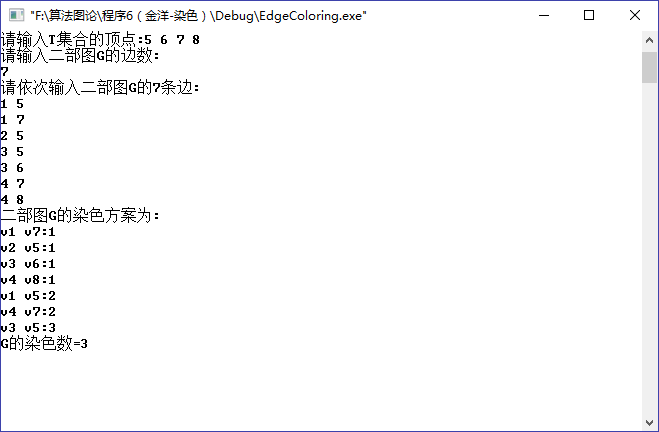 "F:\算法图论\程序6（金洋-染色）\Debug\EdgeColoring.exe"
请输入T集合的顶点:5 6 7 8
请输入二部图G的边数:
7
请依次输入二部图G的7条边:
1 5
1 7
2 5
3 5
3 6
4 7
4 8
二部图G的染色方案为:
v1 v7:1
v2 v5:1
v3 v6:1
v4 v8:1
v1 v5:2
v4 v7:2
v3 v5:3
G的染色数=3